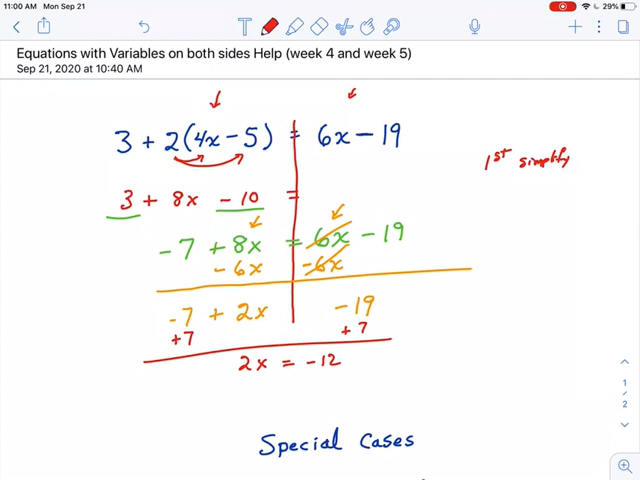 11:00 AM Mon Sep 21
29%
T
Equations with Variables on both sides Help (week 4 and week 5)
Sep 21, 2020 at 10:40 AM
3 + 2(4x - 5) = 6x - 19
1st simplify
3 + 8x - 10 =
-7 + 8x = 6x - 19
-6x -6x
-7 + 2x -19
+7 +7
2x = -12
1
2
Special Cases